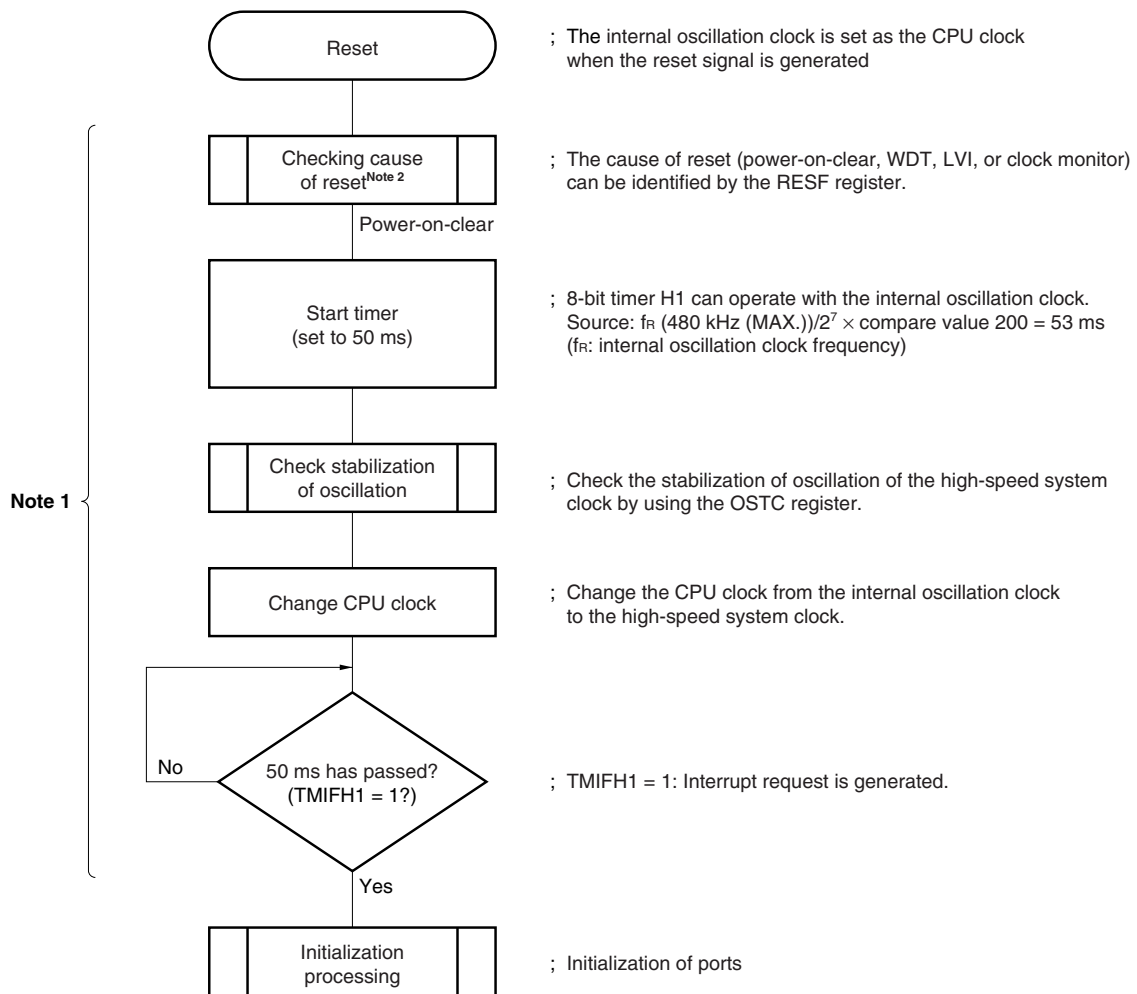 Reset
; The internal oscillation clock is set as the CPU clock
when the reset signal is generated
Note 1
Checking cause
of reset Note 2
; The cause of reset (power-on-clear, WDT, LVI, or clock monitor)
can be identified by the RESF register.
Power-on-clear
Start timer
(set to 50 ms)
; 8-bit timer H1 can operate with the internal oscillation clock.
Source: fR (480 kHz (MAX.))/2⁷ × compare value 200 = 53 ms
(fR: internal oscillation clock frequency)
Check stabilization
of oscillation
; Check the stabilization of oscillation of the high-speed system
clock by using the OSTC register.
Change CPU clock
; Change the CPU clock from the internal oscillation clock
to the high-speed system clock.
No
50 ms has passed?
(TMIFH1 = 1?)
; TMIFH1 = 1: Interrupt request is generated.
Yes
Initialization
processing
; Initialization of ports